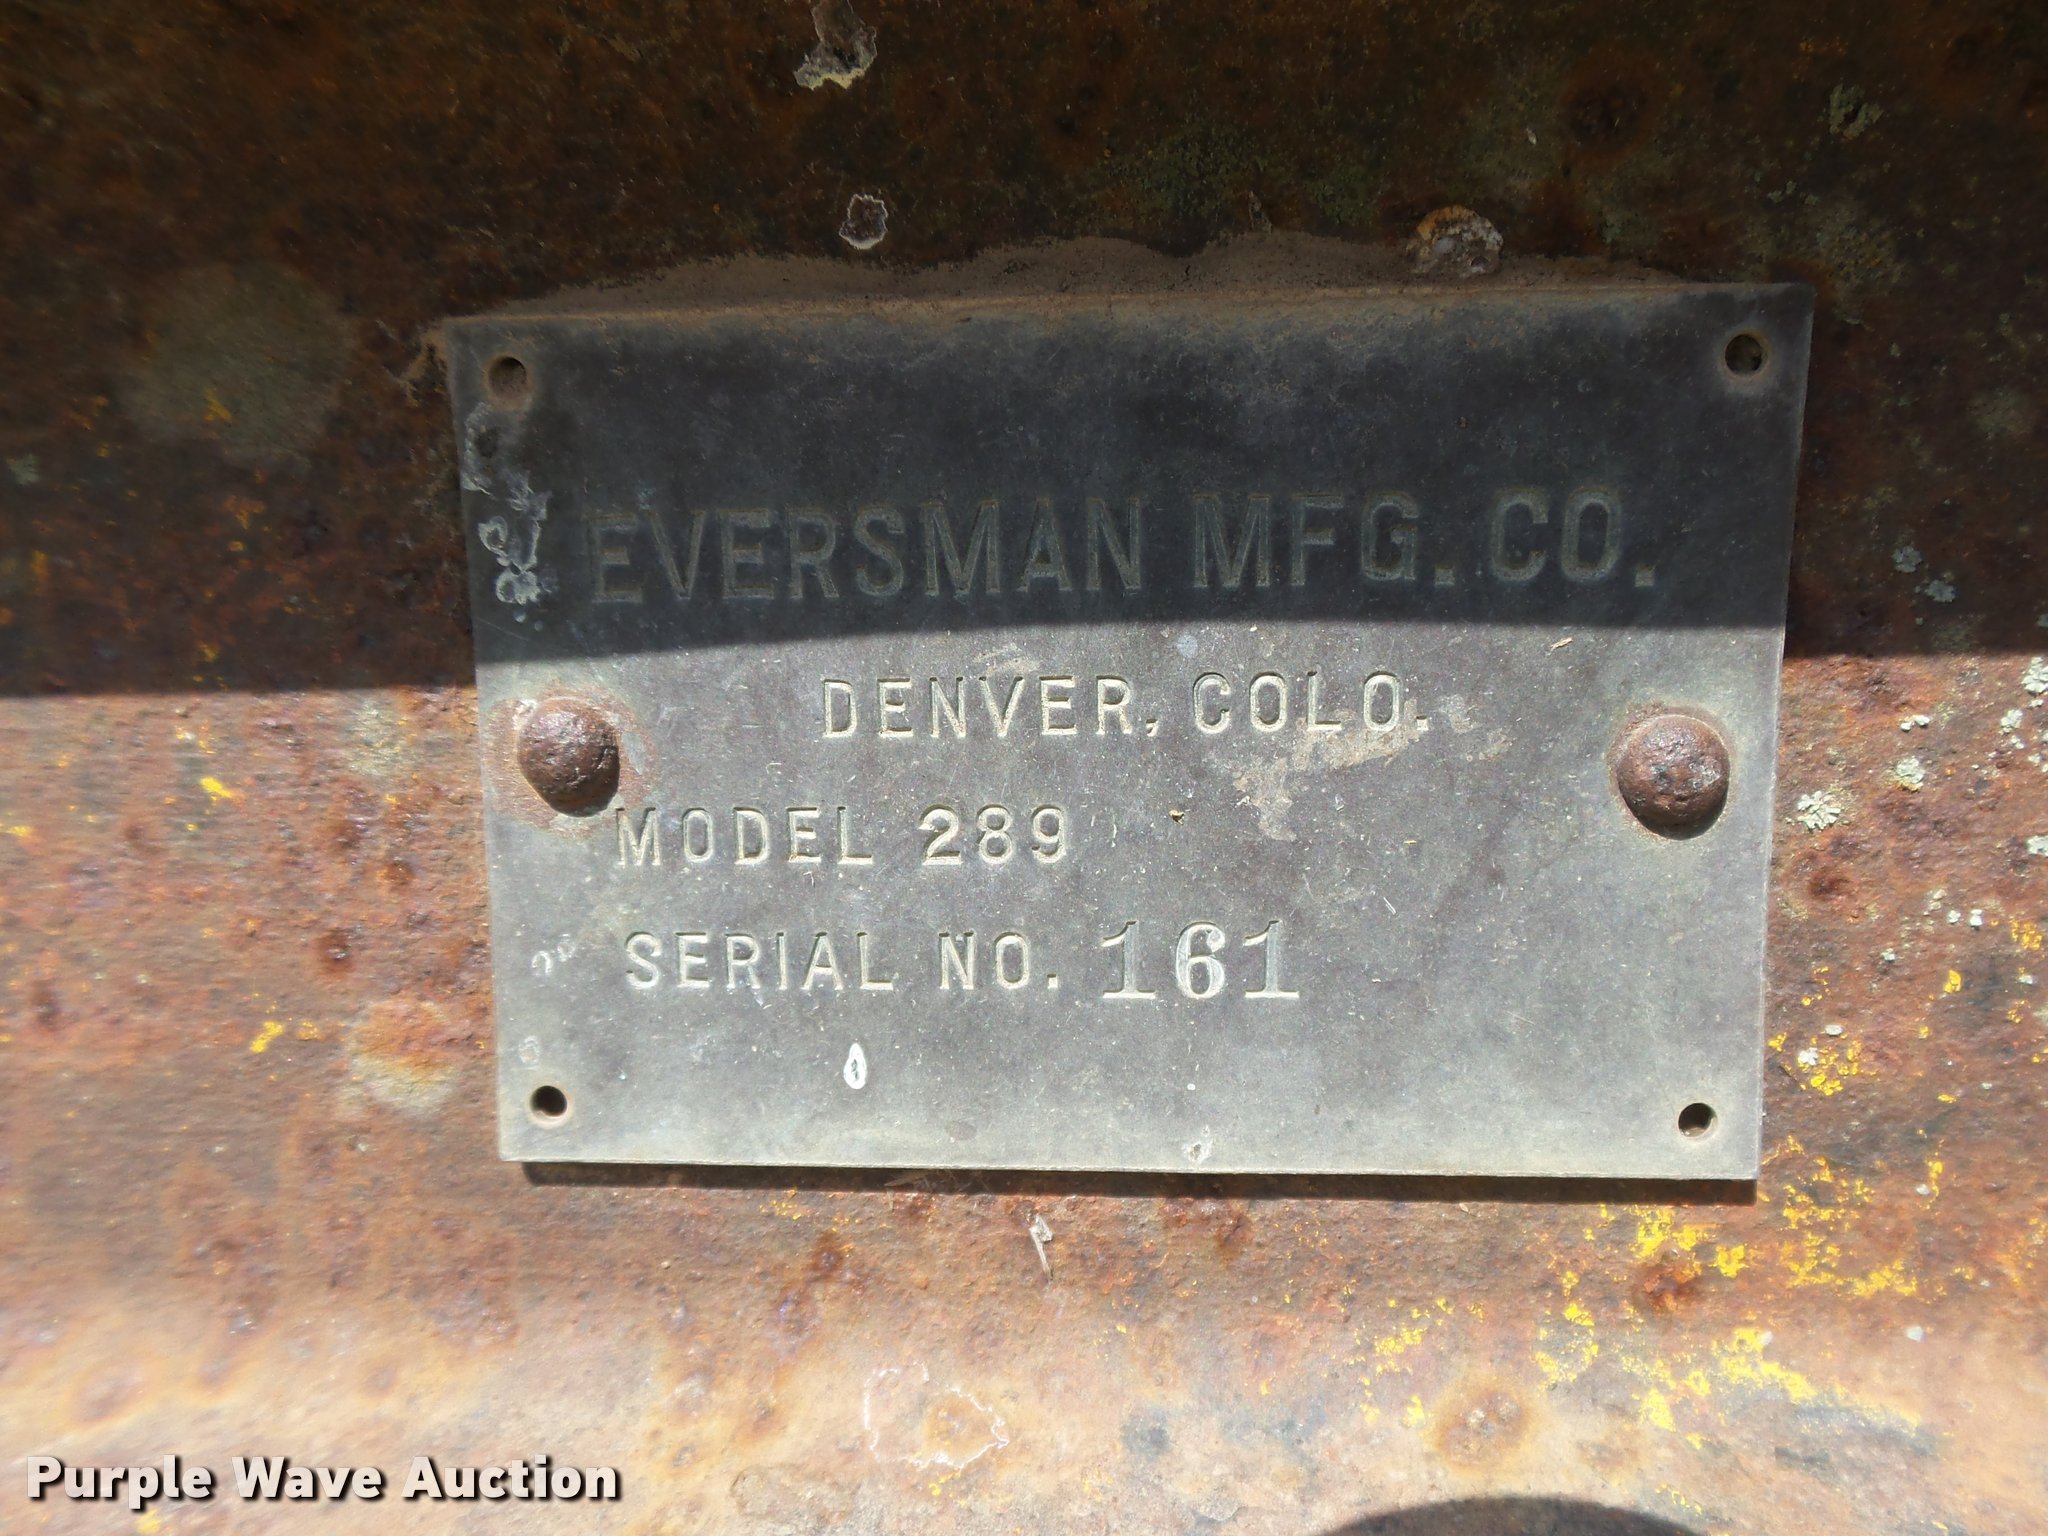 EVERSMAN MFG. CO.
DENVER, COLO.
MODEL 289
SERIAL NO. 161
Purple Wave Auction